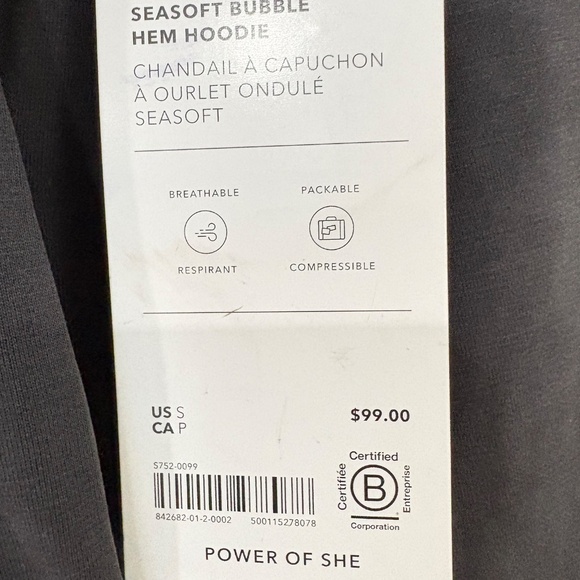 SEASOFT BUBBLE
HEM HOODIE
CHANDAIL À CAPUCHON
À OURLET ONDULÉ
SEASOFT
BREATHABLE
PACKABLE
RESPIRANT
COMPRESSIBLE
US S
$99.00
CA P
S752-0099
842682-01-2-0002 500115278078
Certified
Certifiée
B
Entreprise
Corporation
POWER OF SHE